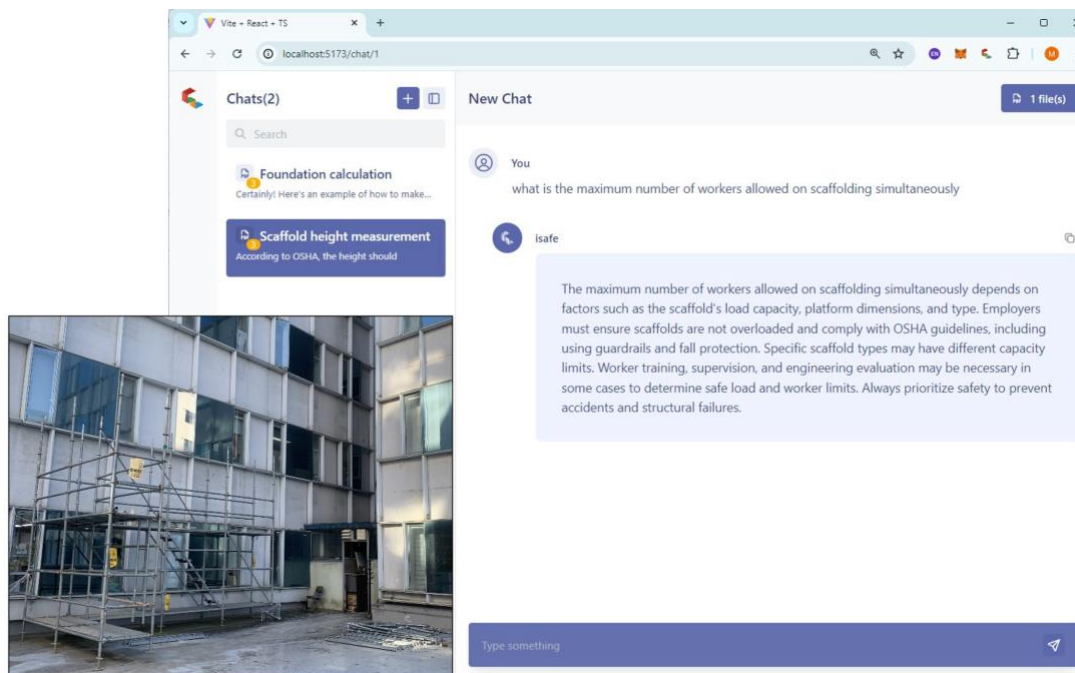 Vite + React + TS
localhost:5173/chat/1
Chats(2)
Search
Foundation calculation
3
Certainly! Here's an example of how to make...
Scaffold height measurement
3
According to OSHA, the height should
New Chat
1 file(s)
You
what is the maximum number of workers allowed on scaffolding simultaneously
isafe
The maximum number of workers allowed on scaffolding simultaneously depends on
factors such as the scaffold's load capacity, platform dimensions, and type. Employers
must ensure scaffolds are not overloaded and comply with OSHA guidelines, including
using guardrails and fall protection. Specific scaffold types may have different capacity
limits. Worker training, supervision, and engineering evaluation may be necessary in
some cases to determine safe load and worker limits. Always prioritize safety to prevent
accidents and structural failures.
Type something